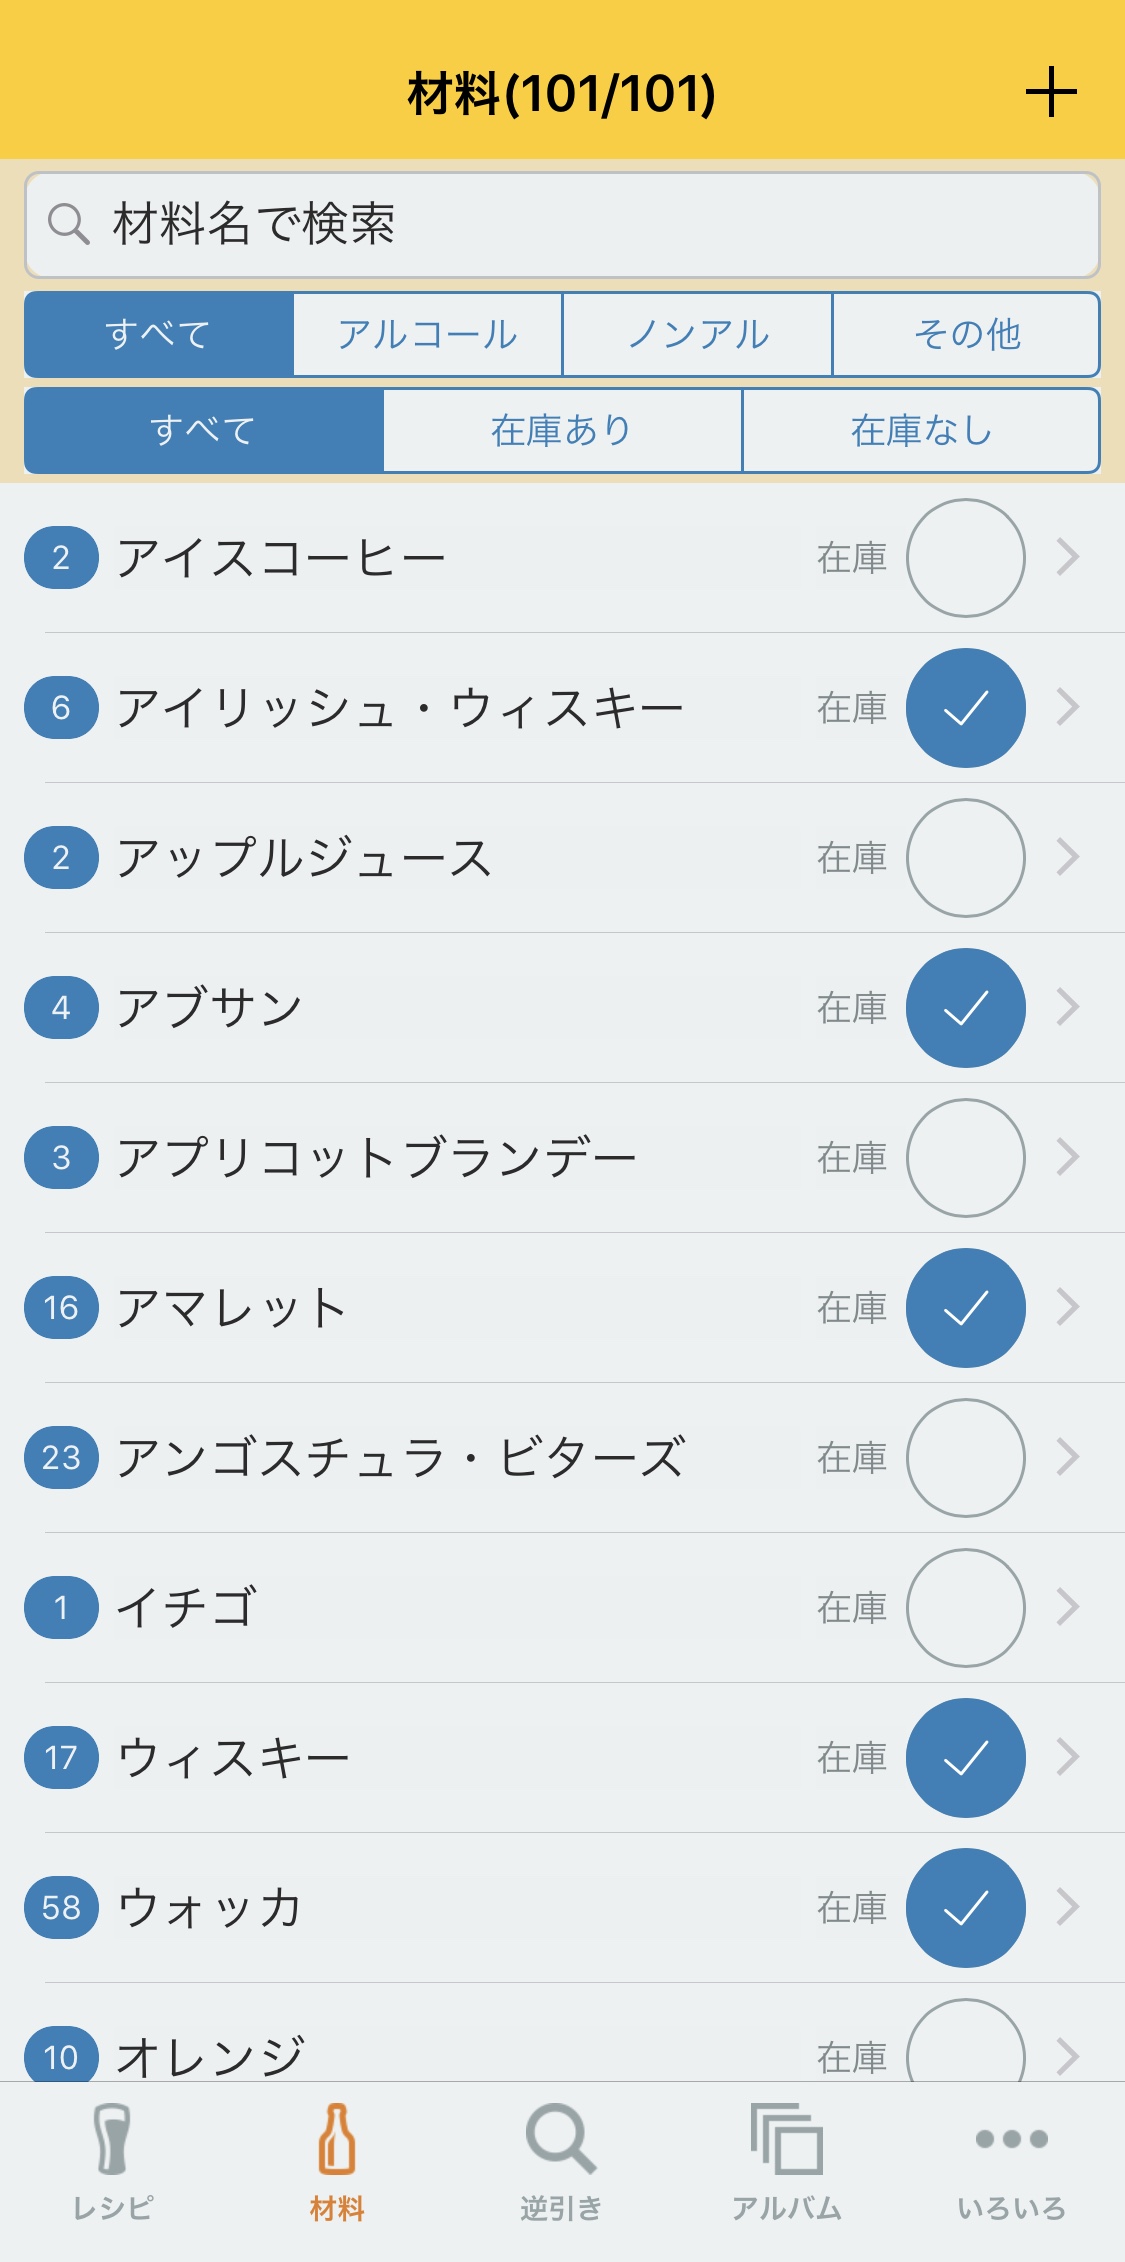 材料(101/101)
材料名で検索
すべて アルコール ノンアル その他
すべて 在庫あり 在庫なし
2 アイスコーヒー 在庫
6 アイリッシュ・ウィスキー 在庫
2 アップルジュース 在庫
4 アブサン 在庫
3 アプリコットブランデー 在庫
16 アマレット 在庫
23 アンゴスチュラ・ビターズ 在庫
1 イチゴ 在庫
17 ウィスキー 在庫
58 ウォッカ 在庫
10 オレンジ 在庫
レシピ 材料 逆引き アルバム いろいろ